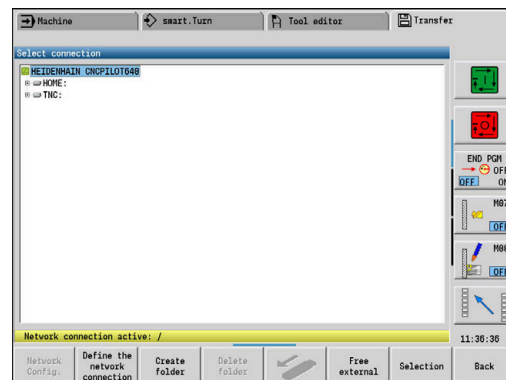 Machine
smart.Turn
Tool editor
Transfer
Select connection
HEIDENHAIN CNCPILOT640
HOME:
TNC:
END PGM
OFF
OFF ON
M07
OFF
M08
OFF
Network connection active: /
11:36:36
Network Config.
Define the network connection
Create folder
Delete folder
Free external
Selection
Back